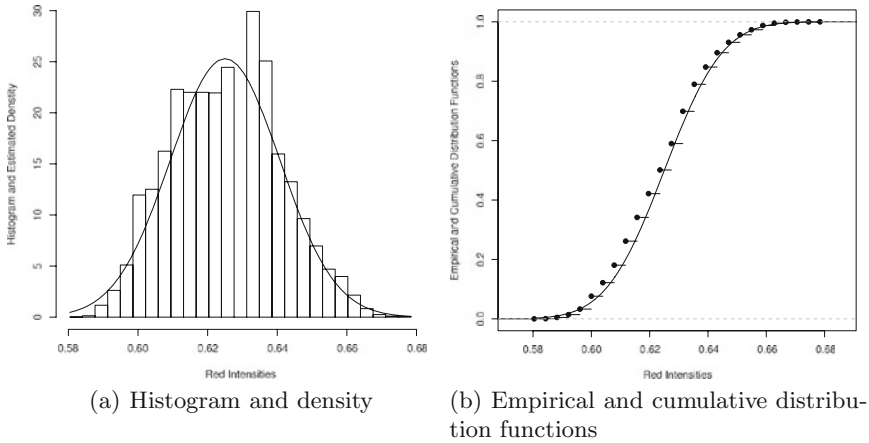 Histogram and Estimated Denstity
30
25
20
15
10
5
0
0.58 0.60 0.62 0.64 0.66 0.68
Red Intensities
(a) Histogram and density
Empirical and Cumulative Distribution Functions
1.0
0.8
0.6
0.4
0.2
0.0
0.58 0.60 0.62 0.64 0.66 0.68
Red Intensities
(b) Empirical and cumulative distribu-
tion functions